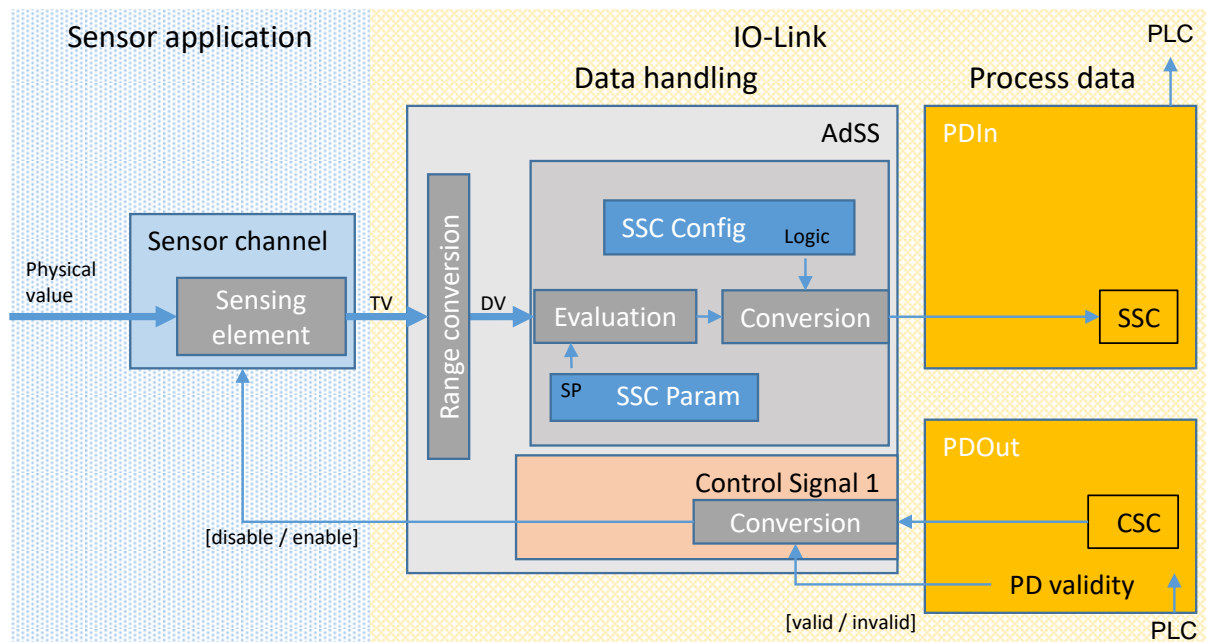 Sensor application
IO-Link
PLC
Data handling
Process data
AdSS
PDIn
SSC Config
Logic
Sensor channel
Physical
value
Sensing
element
TV
Range conversion
DV
Evaluation
Conversion
SSC
SP
SSC Param
PDOut
Control Signal 1
Conversion
CSC
[disable / enable]
PD validity
[valid / invalid]
PLC